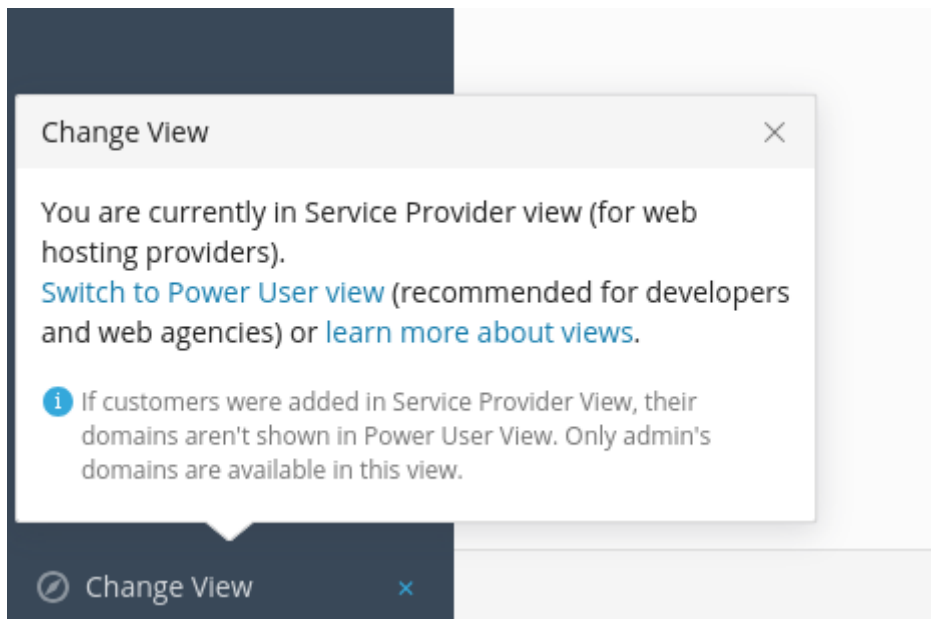 Change View
You are currently in Service Provider view (for web
hosting providers).
Switch to Power User view (recommended for developers
and web agencies) or learn more about views.
If customers were added in Service Provider View, their
domains aren't shown in Power User View. Only admin's
domains are available in this view.
Change View